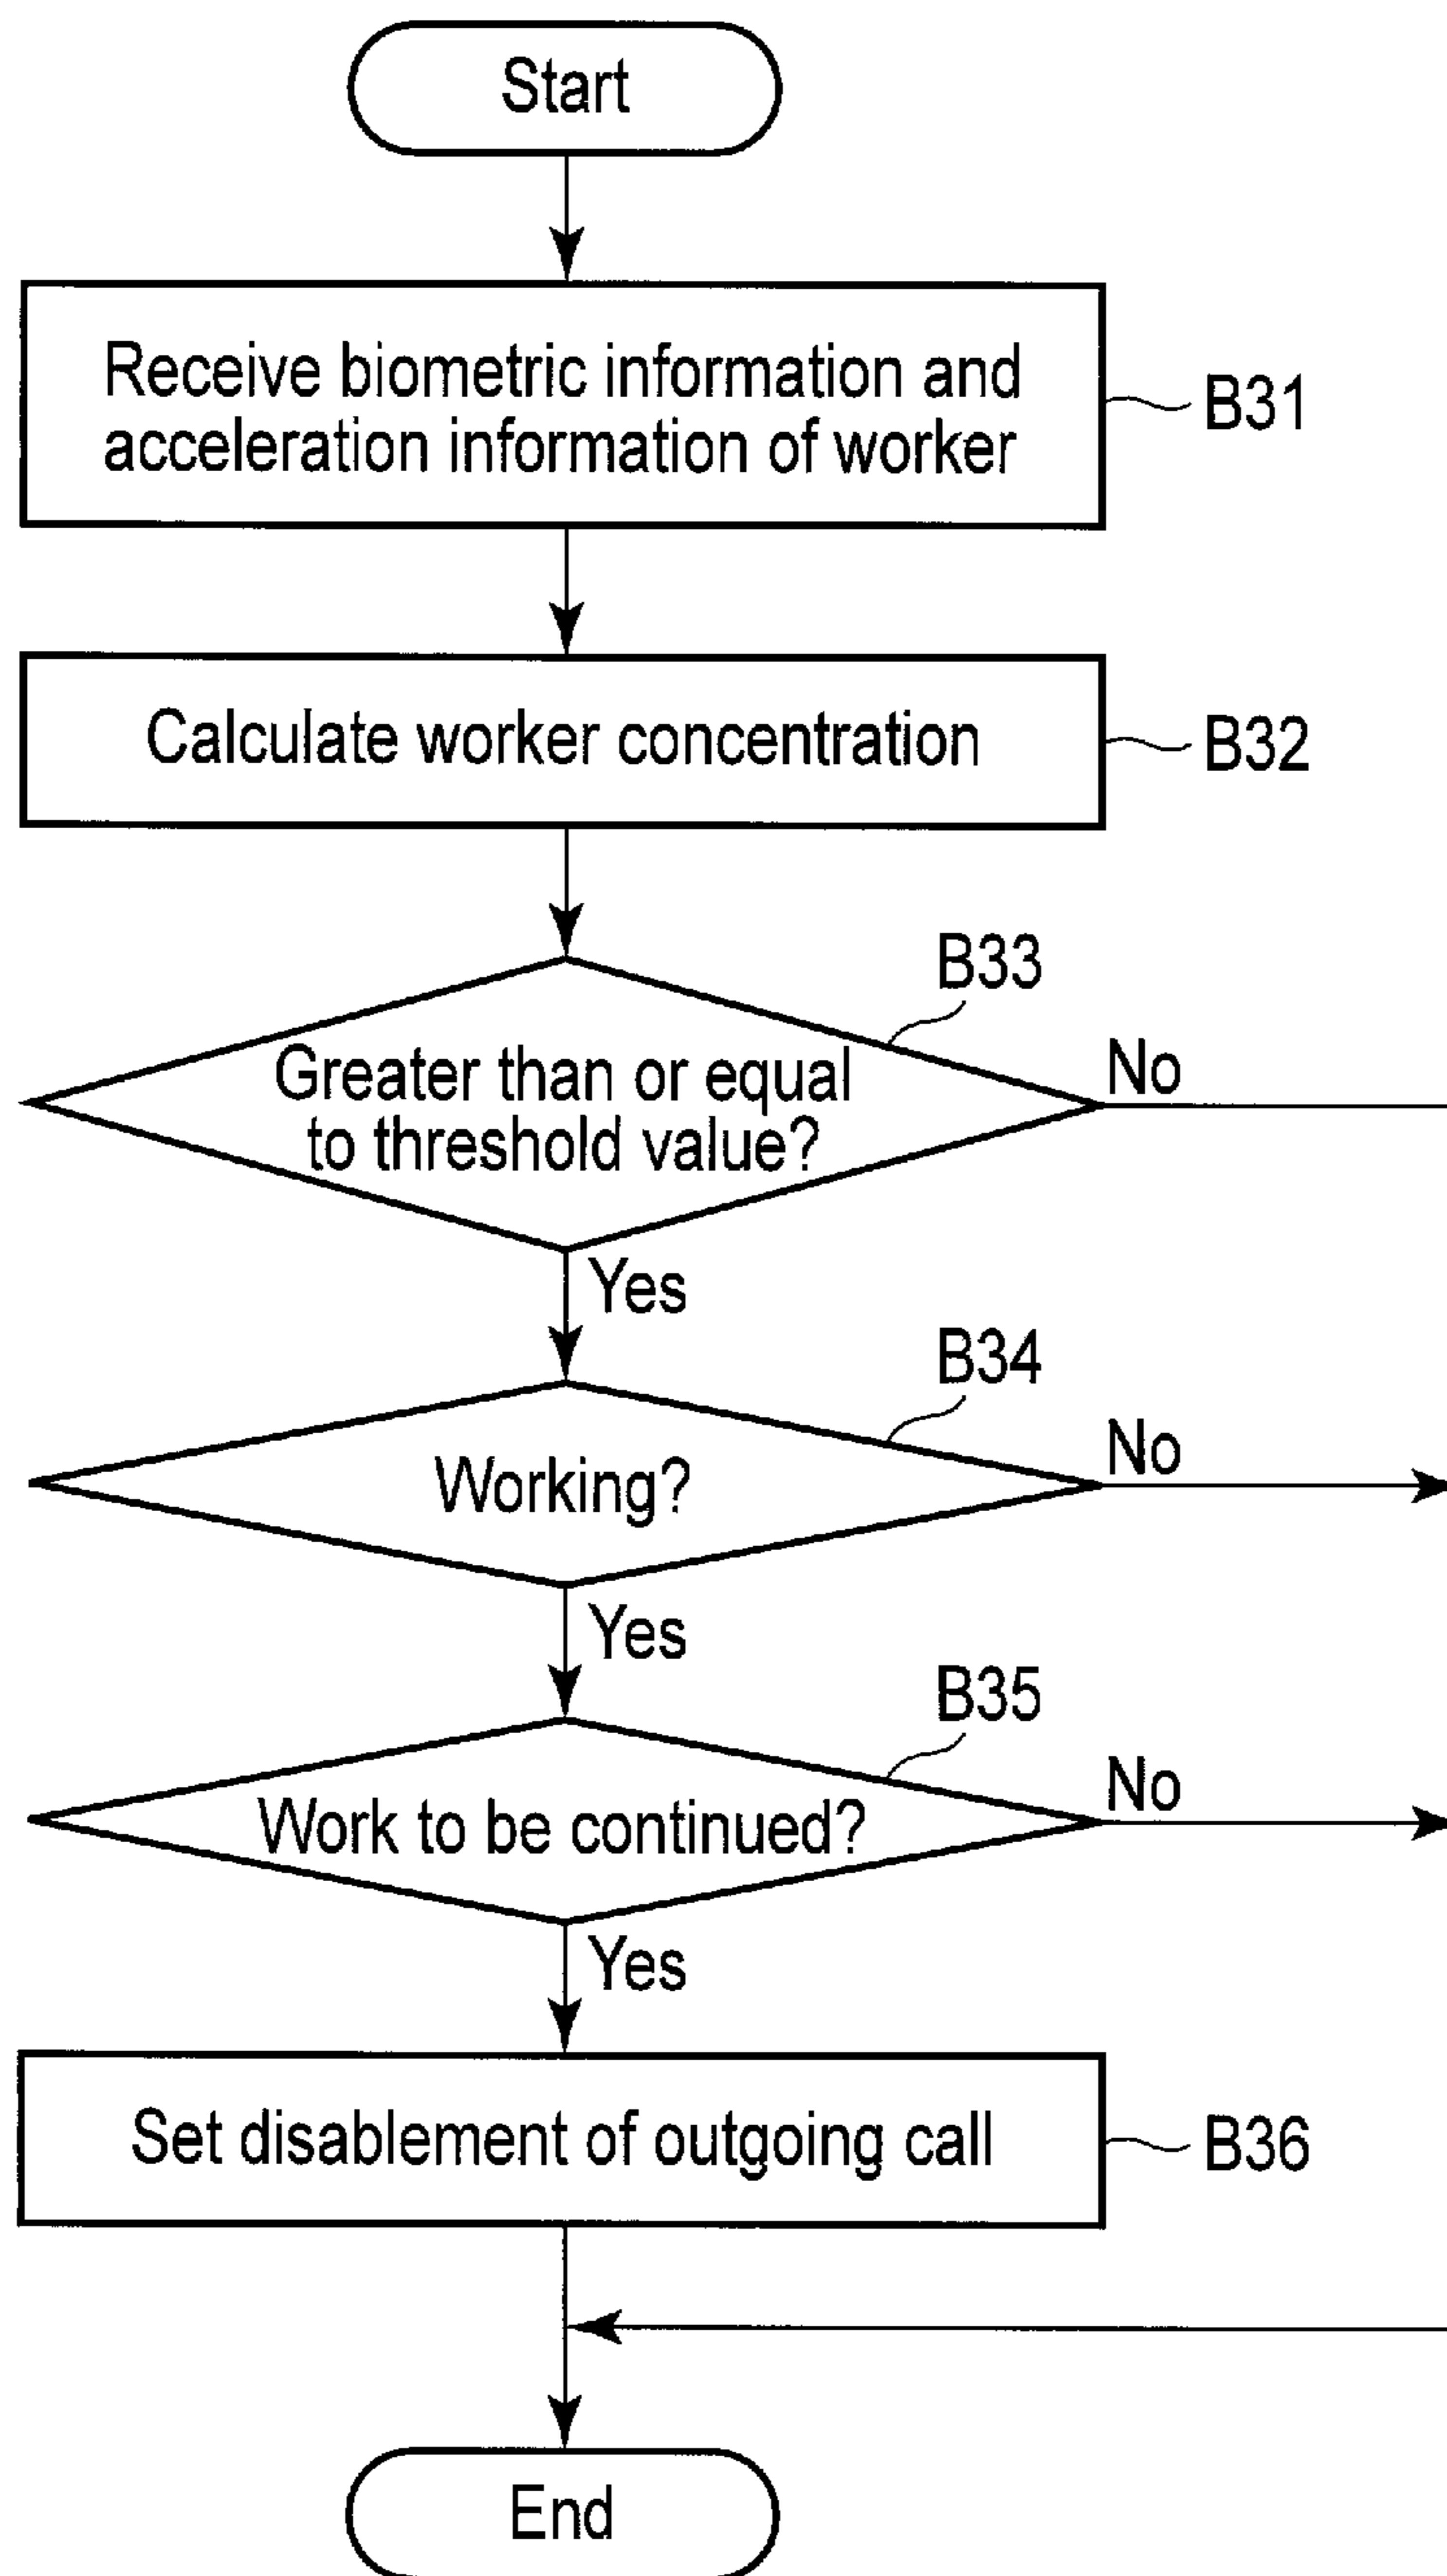 Start
Receive biometric information and
acceleration information of worker
B31
Calculate worker concentration
B32
B33
Greater than or equal
to threshold value?
No
Yes
B34
Working?
No
Yes
B35
Work to be continued?
No
Yes
Set disablement of outgoing call
B36
End